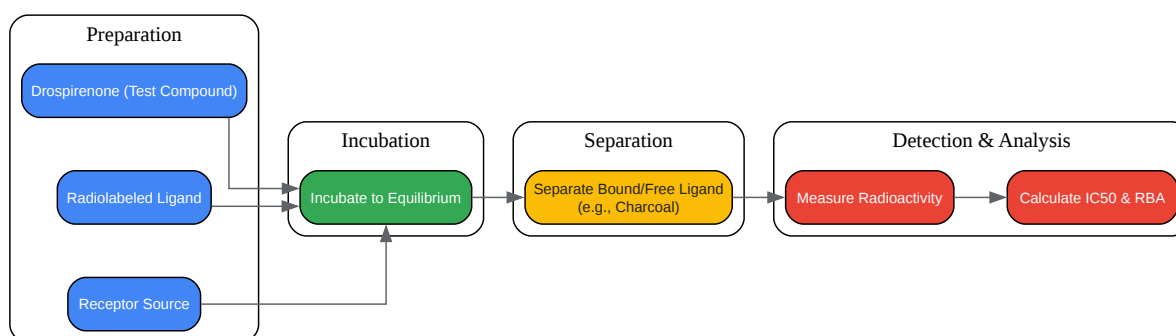 Preparation
Drospirenone (Test Compound)
Radiolabeled Ligand
Receptor Source
Incubation
Incubate to Equilibrium
Separation
Separate Bound/Free Ligand
(e.g., Charcoal)
Detection & Analysis
Measure Radioactivity
Calculate IC50 & RBA